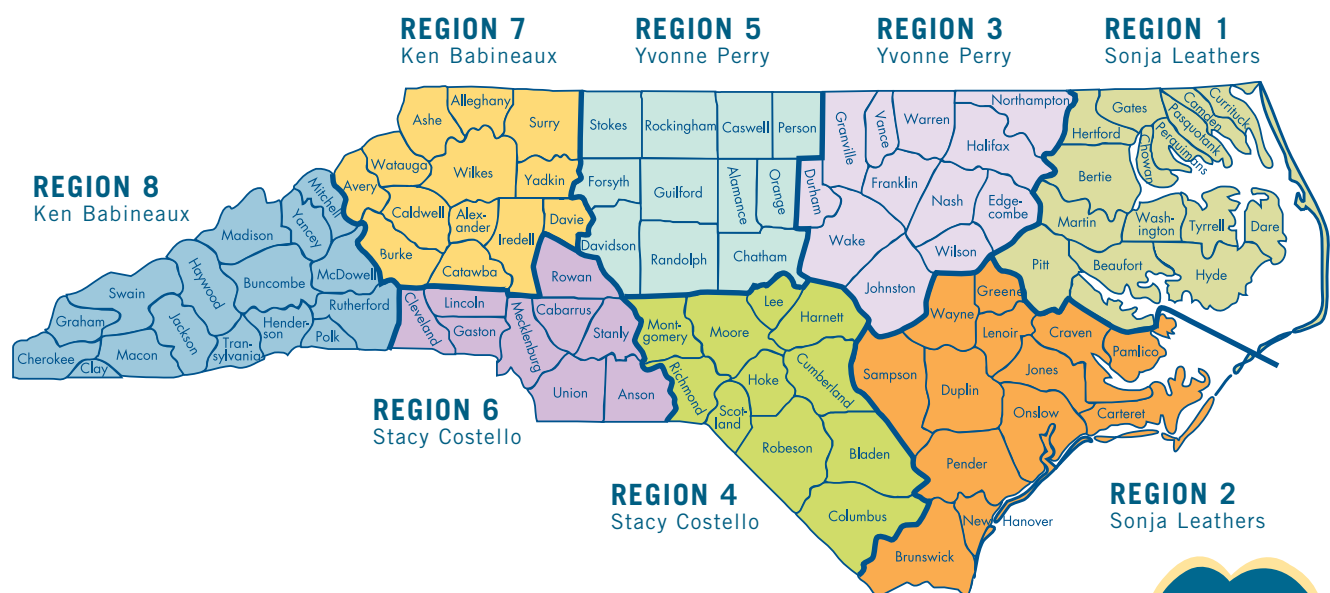 REGION 7
Ken Babineaux
REGION 5
Yvonne Perry
REGION 3
Yvonne Perry
REGION 1
Sonja Leathers
REGION 8
Ken Babineaux
REGION 6
Stacy Costello
REGION 4
Stacy Costello
REGION 2
Sonja Leathers
Ashe
Alleghany
Surry
Watauga
Wilkes
Yadkin
Avery
Caldwell
Alex-
ander
Iredell
Davie
Burke
Catawba
Stokes
Rockingham
Caswell
Person
Forsyth
Guilford
Alamance
Orange
Davidson
Randolph
Chatham
Granville
Vance
Warren
Northampton
Halifax
Durham
Franklin
Nash
Edge-
combe
Wake
Wilson
Johnston
Gates
Hertford
Currituck
Camden
Pasquotank
Perquimans
Chowan
Bertie
Martin
Wash-
ington
Tyrrell
Dare
Pitt
Beaufort
Hyde
Mitchell
Yancey
Madison
McDowell
Buncombe
Haywood
Rutherford
Swain
Graham
Jackson
Hender-
son
Polk
Tran-
sylvania
Cherokee
Clay
Macon
Rowan
Cleveland
Lincoln
Gaston
Mecklenburg
Cabarrus
Stanly
Union
Anson
Mont-
gomery
Moore
Lee
Harnett
Richmond
Hoke
Cumberland
Scot-
land
Robeson
Bladen
Columbus
Wayne
Greene
Lenoir
Craven
Pamlico
Sampson
Duplin
Jones
Onslow
Carteret
Pender
New Hanover
Brunswick